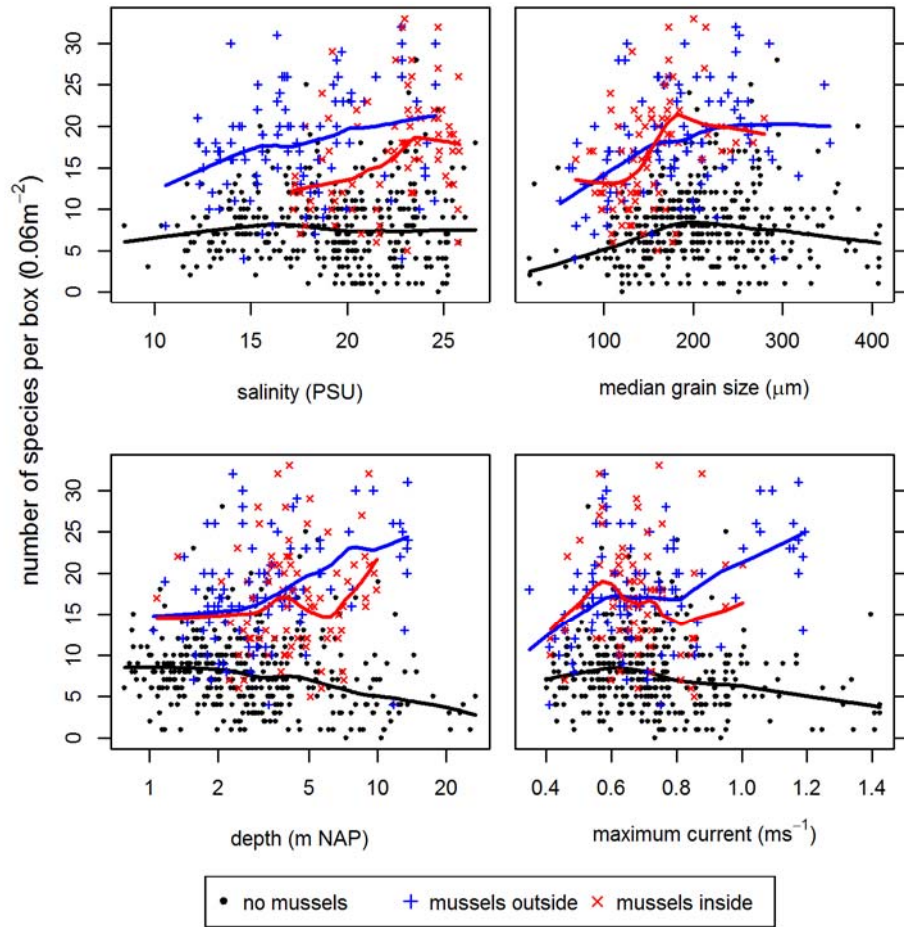 number of species per box (0.06m⁻²)
0 5 10 15 20 25 30
10 15 20 25
salinity (PSU)
100 200 300 400
median grain size (μm)
0 5 10 15 20 25 30
1 2 5 10 20
depth (m NAP)
0.4 0.6 0.8 1.0 1.2 1.4
maximum current (ms⁻¹)
no mussels mussels outside mussels inside